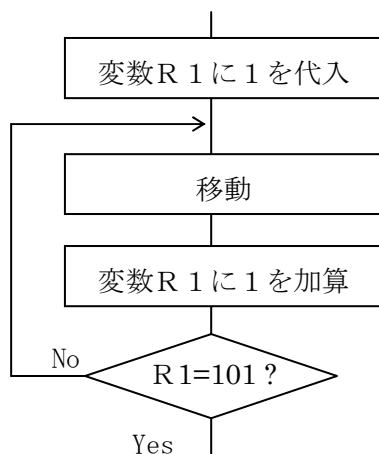 変数R１に１を代入
移動
変数R１に１を加算
R1=101？
No
Yes